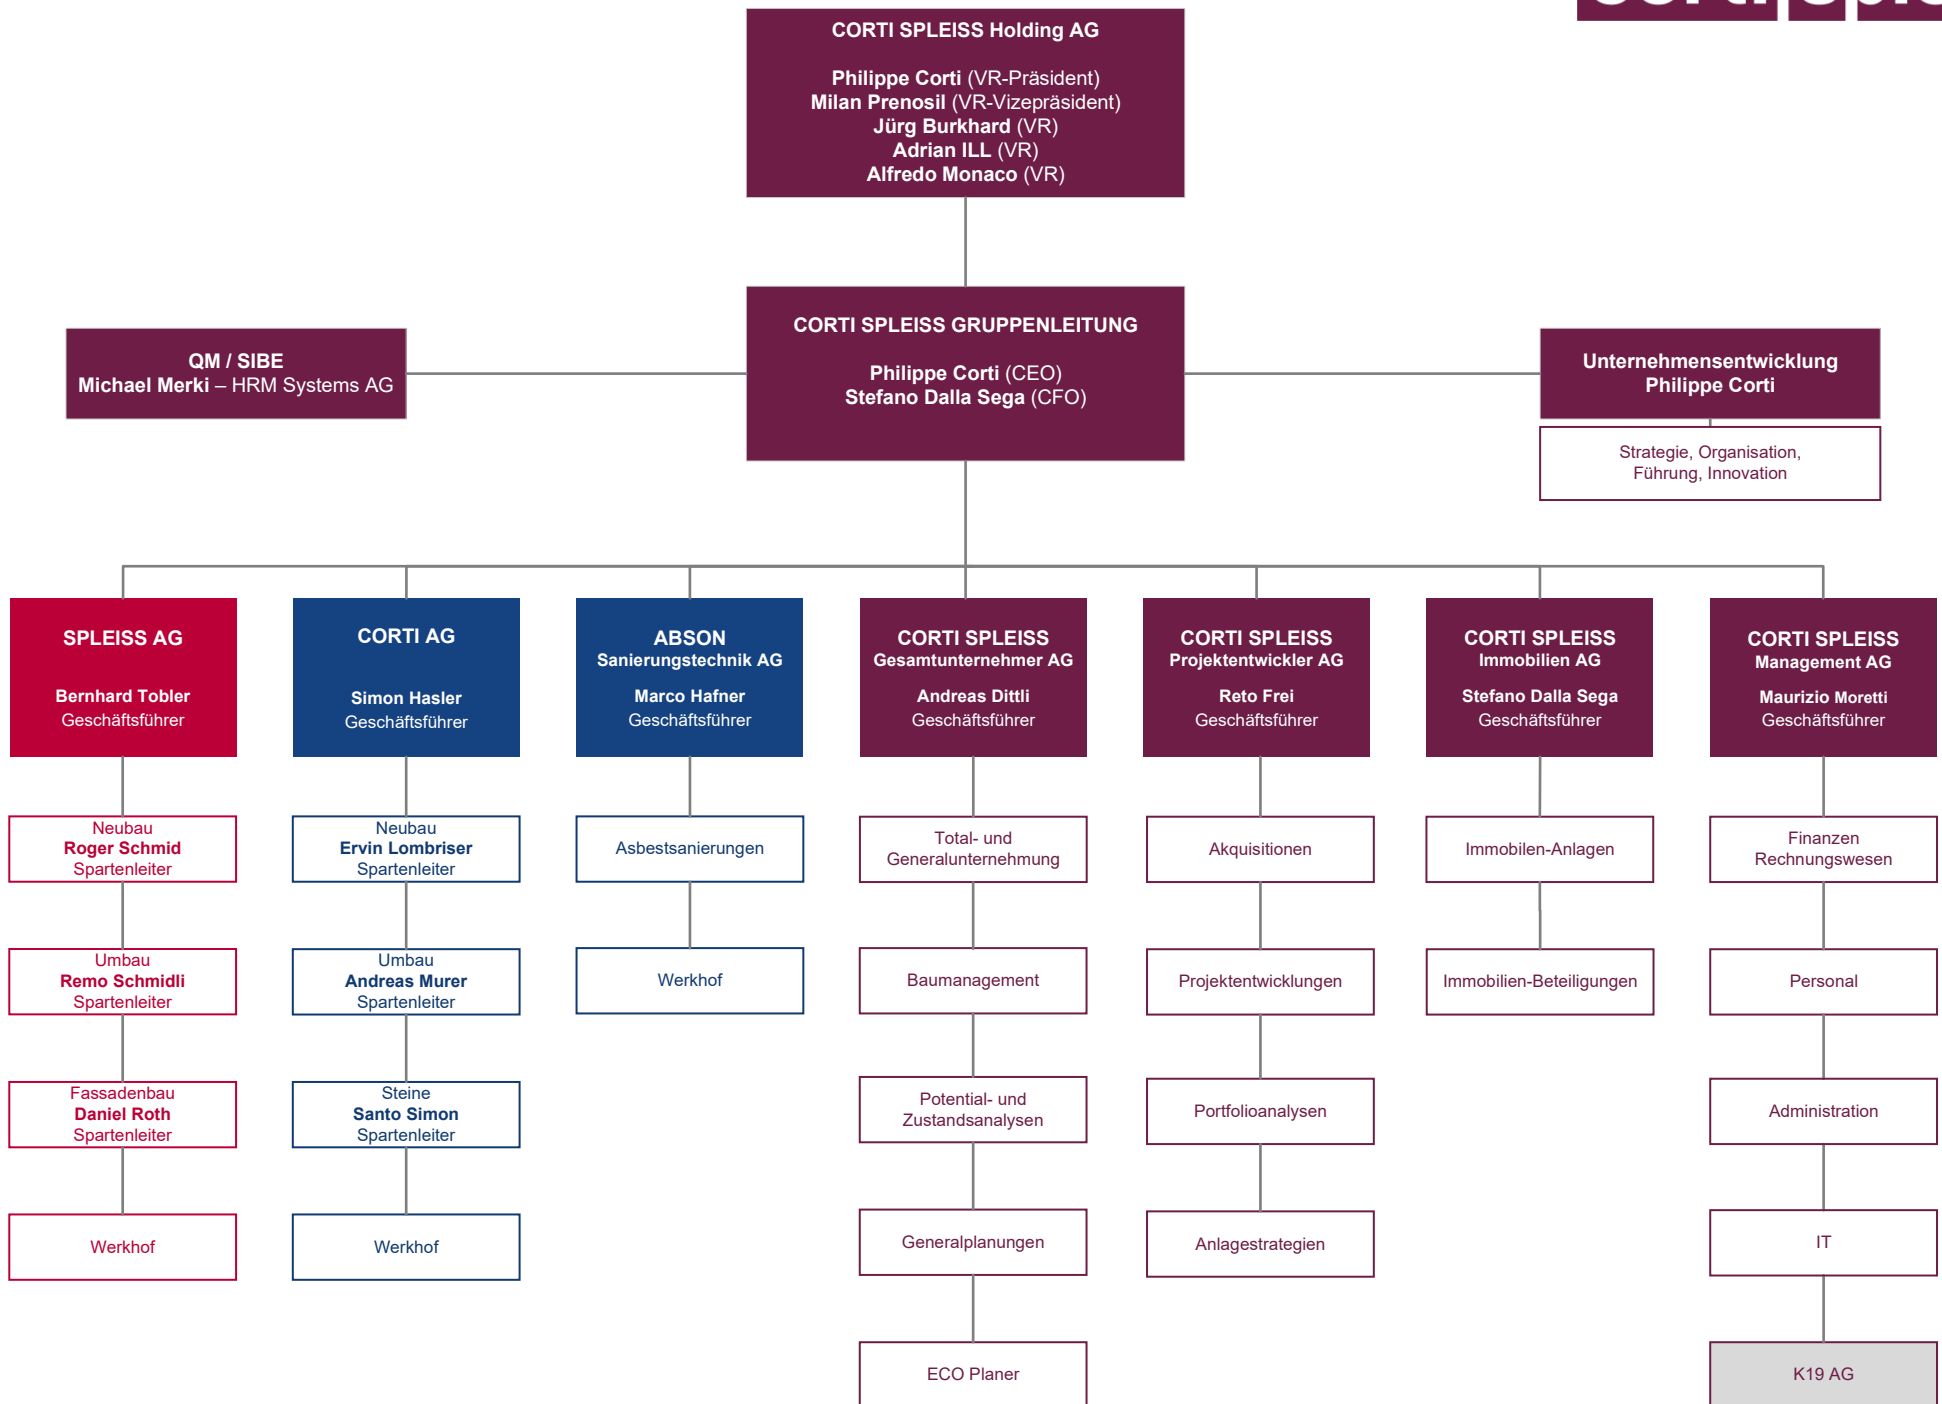 CORTI SPLEISS Holding AG
Philippe Corti (VR-Präsident)
Milan Prenosil (VR-Vizepräsident)
Jürg Burkhard (VR)
Adrian ILL (VR)
Alfredo Monaco (VR)
CORTI SPLEISS GRUPPENLEITUNG
Philippe Corti (CEO)
Stefano Dalla Sega (CFO)
QM / SIBE
Michael Merki – HRM Systems AG
Unternehmensentwicklung
Philippe Corti
Strategie, Organisation,
Führung, Innovation
SPLEISS AG
Bernhard Tobler
Geschäftsführer
Neubau
Roger Schmid
Spartenleiter
Umbau
Remo Schmidli
Spartenleiter
Fassadenbau
Daniel Roth
Spartenleiter
Werkhof
CORTI AG
Simon Hasler
Geschäftsführer
Neubau
Ervin Lombriser
Spartenleiter
Umbau
Andreas Murer
Spartenleiter
Steine
Santo Simon
Spartenleiter
Werkhof
ABSON
Sanierungstechnik AG
Marco Hafner
Geschäftsführer
Asbestsanierungen
Werkhof
CORTI SPLEISS
Gesamtunternehmer AG
Andreas Dittli
Geschäftsführer
Total- und
Generalunternehmung
Baumanagement
Potential- und
Zustandsanalysen
Generalplanungen
ECO Planer
CORTI SPLEISS
Projektentwickler AG
Reto Frei
Geschäftsführer
Akquisitionen
Projektentwicklungen
Portfolioanalysen
Anlagestrategien
CORTI SPLEISS
Immobilien AG
Stefano Dalla Sega
Geschäftsführer
Immobilen-Anlagen
Immobilien-Beteiligungen
CORTI SPLEISS
Management AG
Maurizio Moretti
Geschäftsführer
Finanzen
Rechnungswesen
Personal
Administration
IT
K19 AG